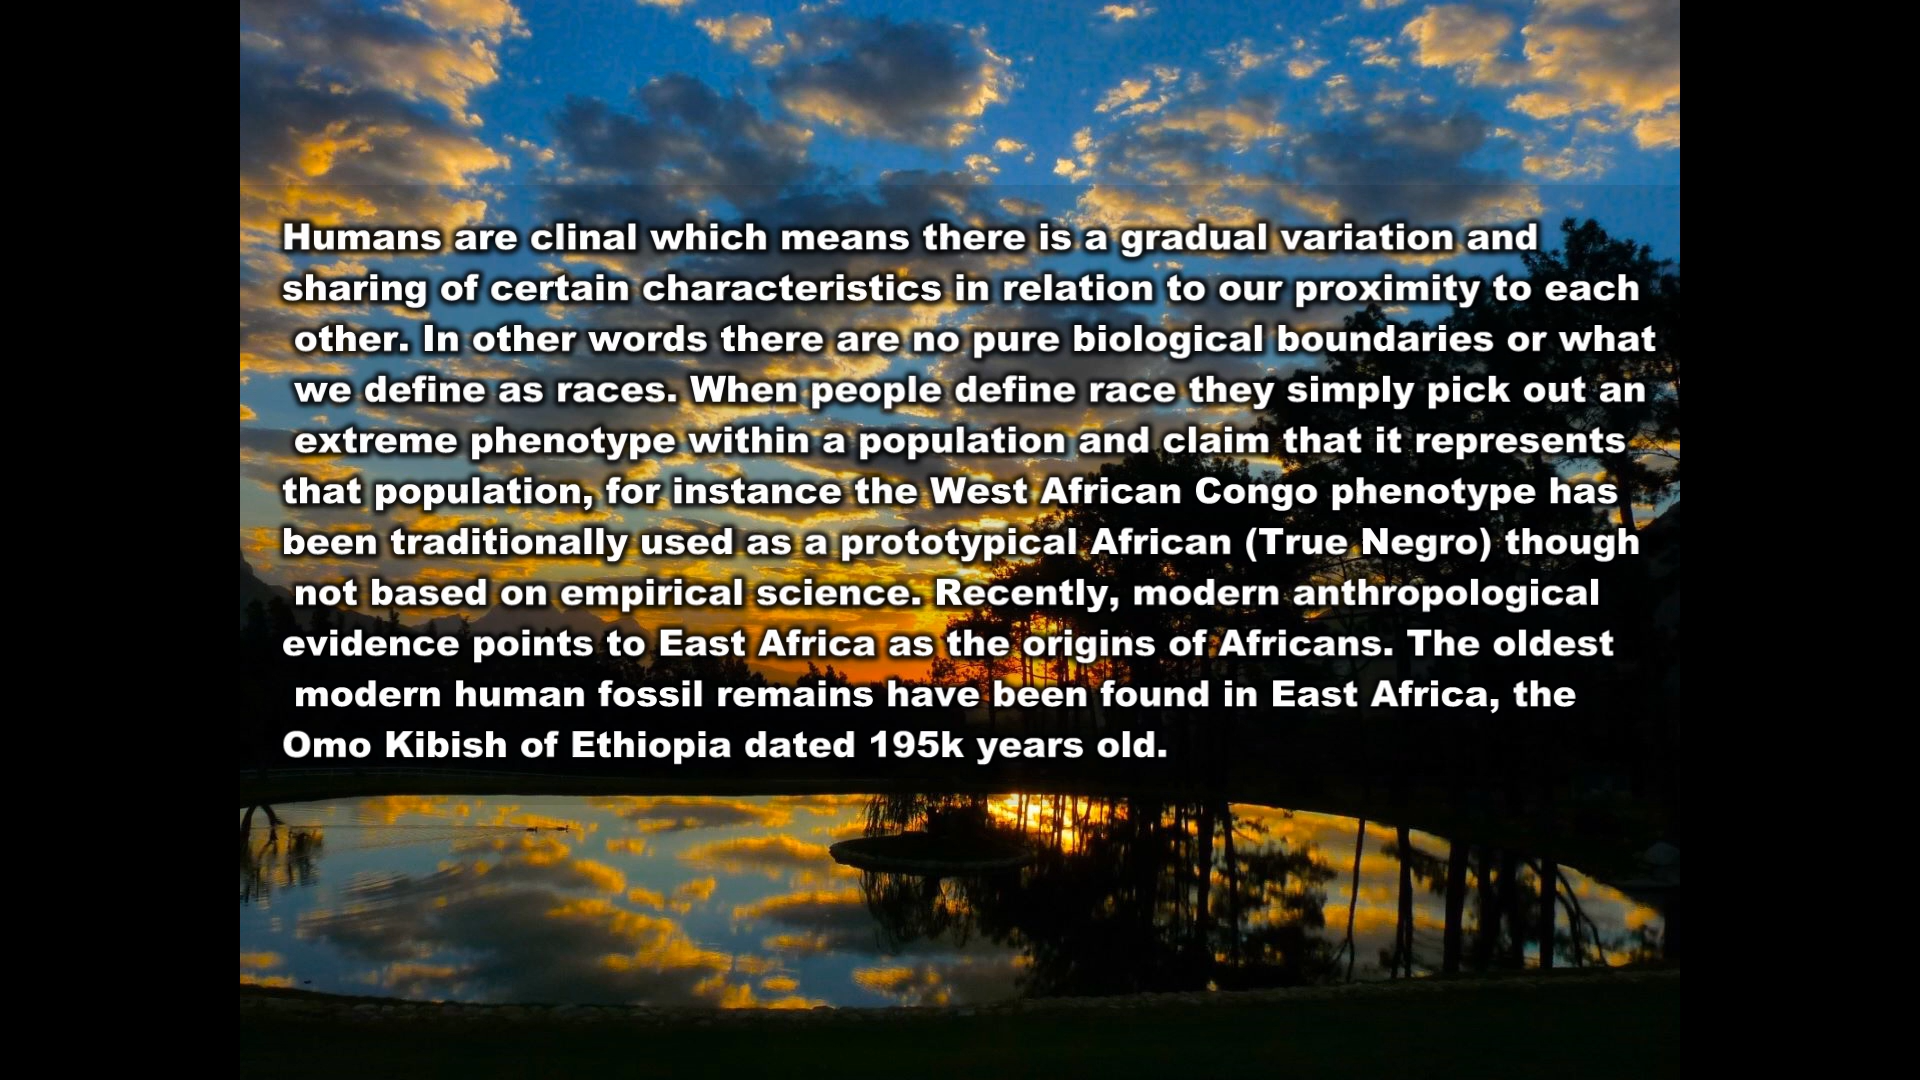 Humans are clinal which means there is a gradual variation and
sharing of certain characteristics in relation to our proximity to each
other. In other words there are no pure biological boundaries or what
we define as races. When people define race they simply pick out an
extreme phenotype within a population and claim that it represents
that population, for instance the West African Congo phenotype has
been traditionally used as a prototypical African (True Negro) though
not based on empirical science. Recently, modern anthropological
evidence points to East Africa as the origins of Africans. The oldest
modern human fossil remains have been found in East Africa, the
Omo Kibish of Ethiopia dated 195k years old.